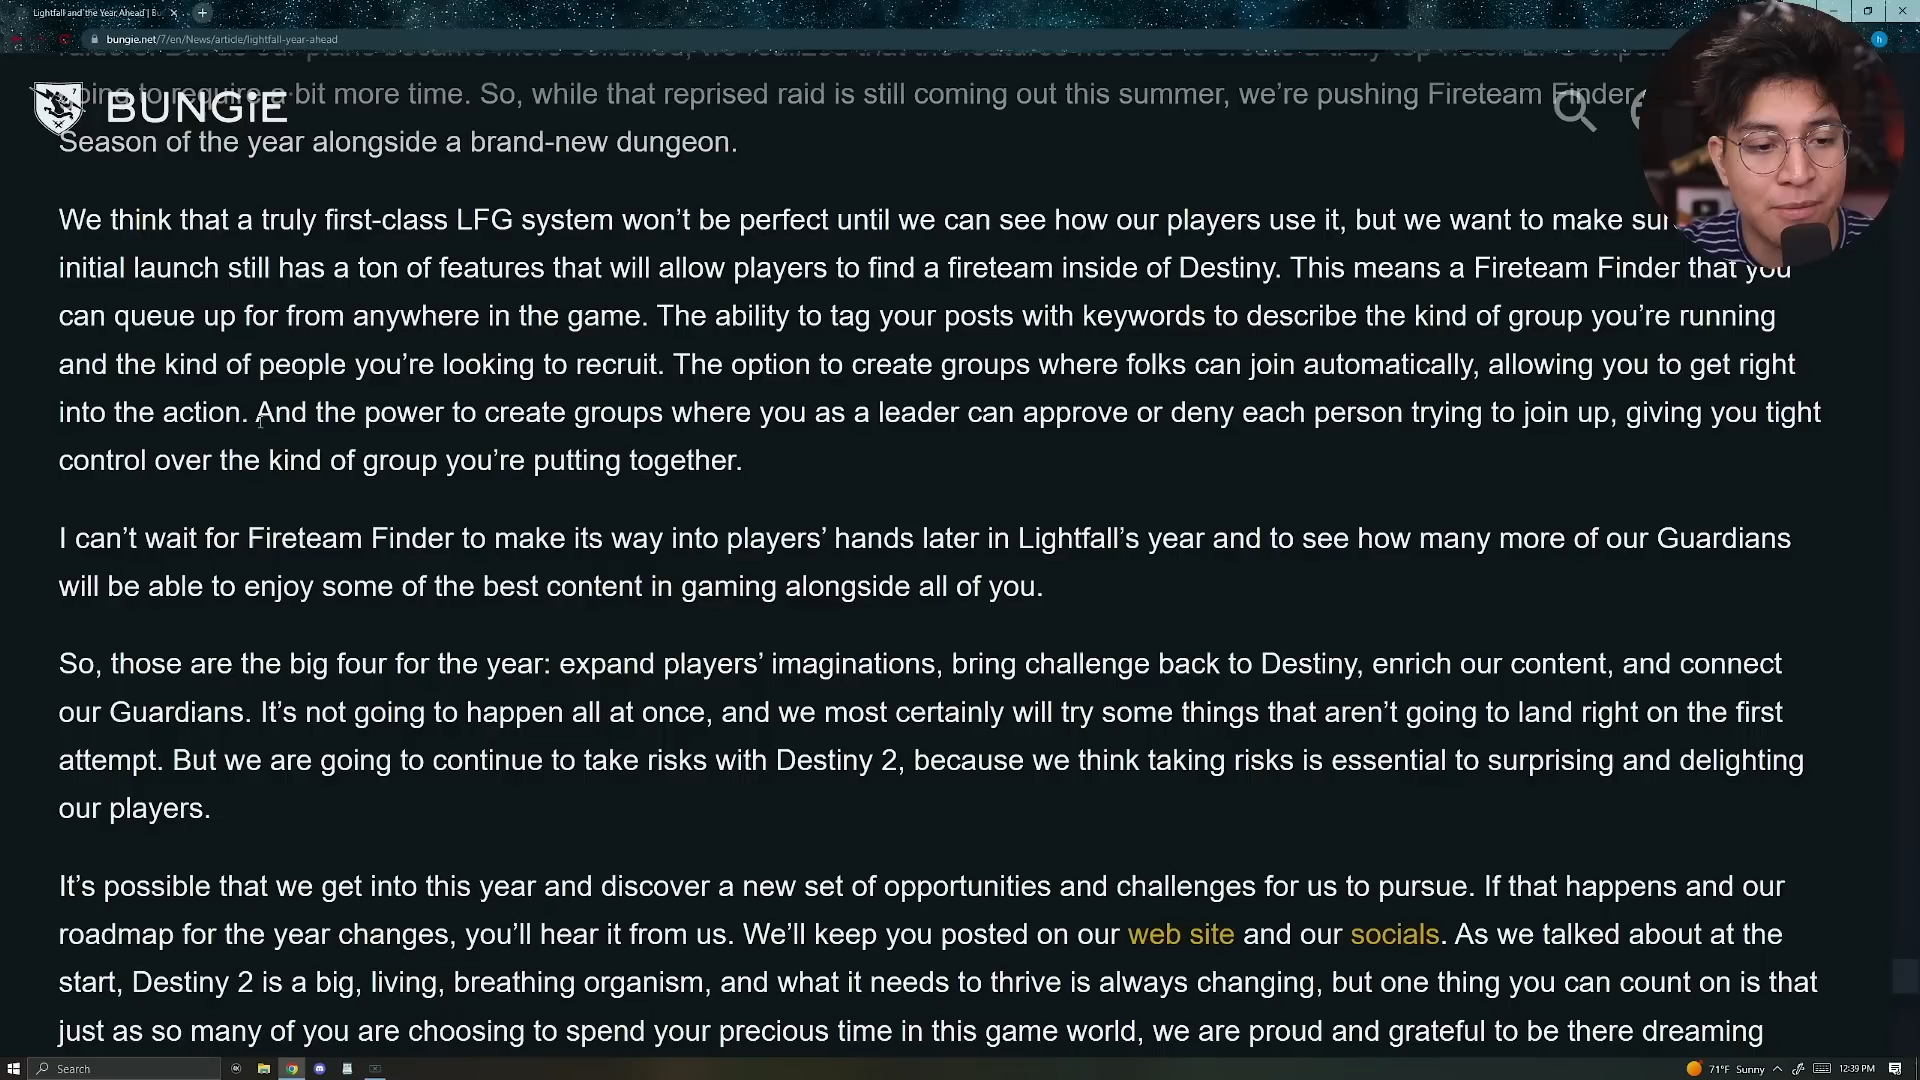 Lightfall and the Year Ahead | Bu
bungie.net/7/en/News/article/lightfall-year-ahead
BUNGiE
going to require a bit more time. So, while that reprised raid is still coming out this summer, we’re pushing Fireteam Finder
Season of the year alongside a brand-new dungeon.
We think that a truly first-class LFG system won’t be perfect until we can see how our players use it, but we want to make sur
initial launch still has a ton of features that will allow players to find a fireteam inside of Destiny. This means a Fireteam Finder that you
can queue up for from anywhere in the game. The ability to tag your posts with keywords to describe the kind of group you’re running
and the kind of people you’re looking to recruit. The option to create groups where folks can join automatically, allowing you to get right
into the action. And the power to create groups where you as a leader can approve or deny each person trying to join up, giving you tight
control over the kind of group you’re putting together.
I can’t wait for Fireteam Finder to make its way into players’ hands later in Lightfall’s year and to see how many more of our Guardians
will be able to enjoy some of the best content in gaming alongside all of you.
So, those are the big four for the year: expand players’ imaginations, bring challenge back to Destiny, enrich our content, and connect
our Guardians. It’s not going to happen all at once, and we most certainly will try some things that aren’t going to land right on the first
attempt. But we are going to continue to take risks with Destiny 2, because we think taking risks is essential to surprising and delighting
our players.
It’s possible that we get into this year and discover a new set of opportunities and challenges for us to pursue. If that happens and our
roadmap for the year changes, you’ll hear it from us. We’ll keep you posted on our web site and our socials. As we talked about at the
start, Destiny 2 is a big, living, breathing organism, and what it needs to thrive is always changing, but one thing you can count on is that
just as so many of you are choosing to spend your precious time in this game world, we are proud and grateful to be there dreaming
Search
71°F Sunny
12:39 PM